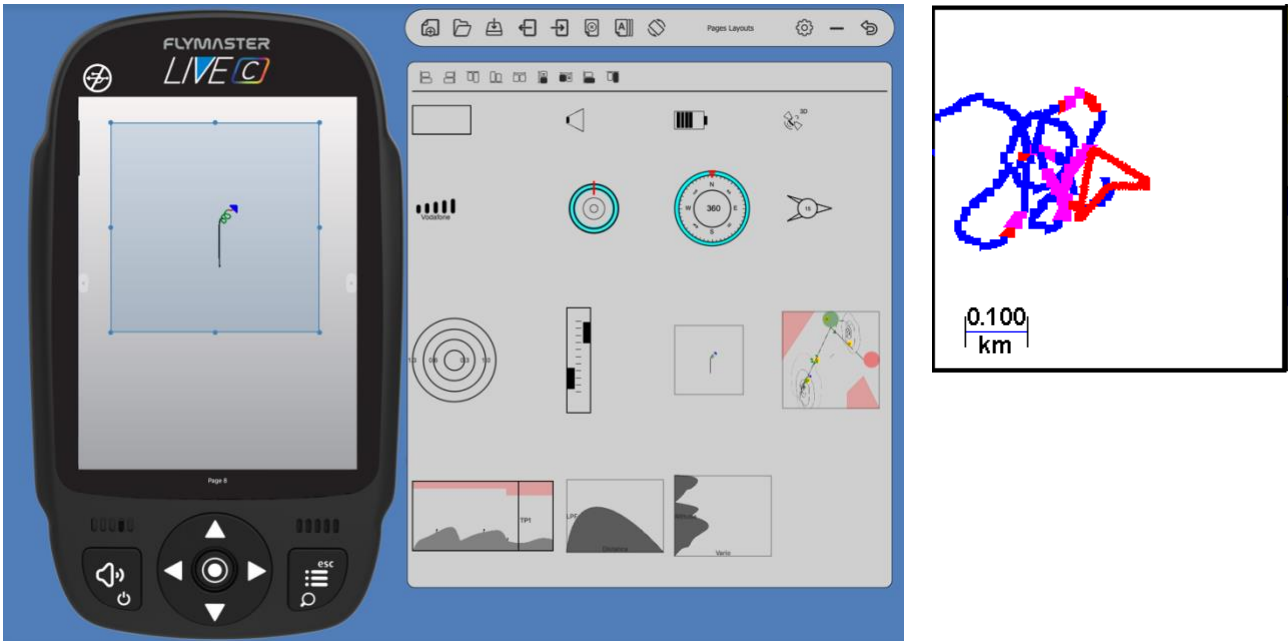 FLYMASTER
LIVE C
Pages Layouts
A
3D
Vodafone
N
W 360 E
S
15
TP1
Distance
Vario
Page 8
esc
0.100
km